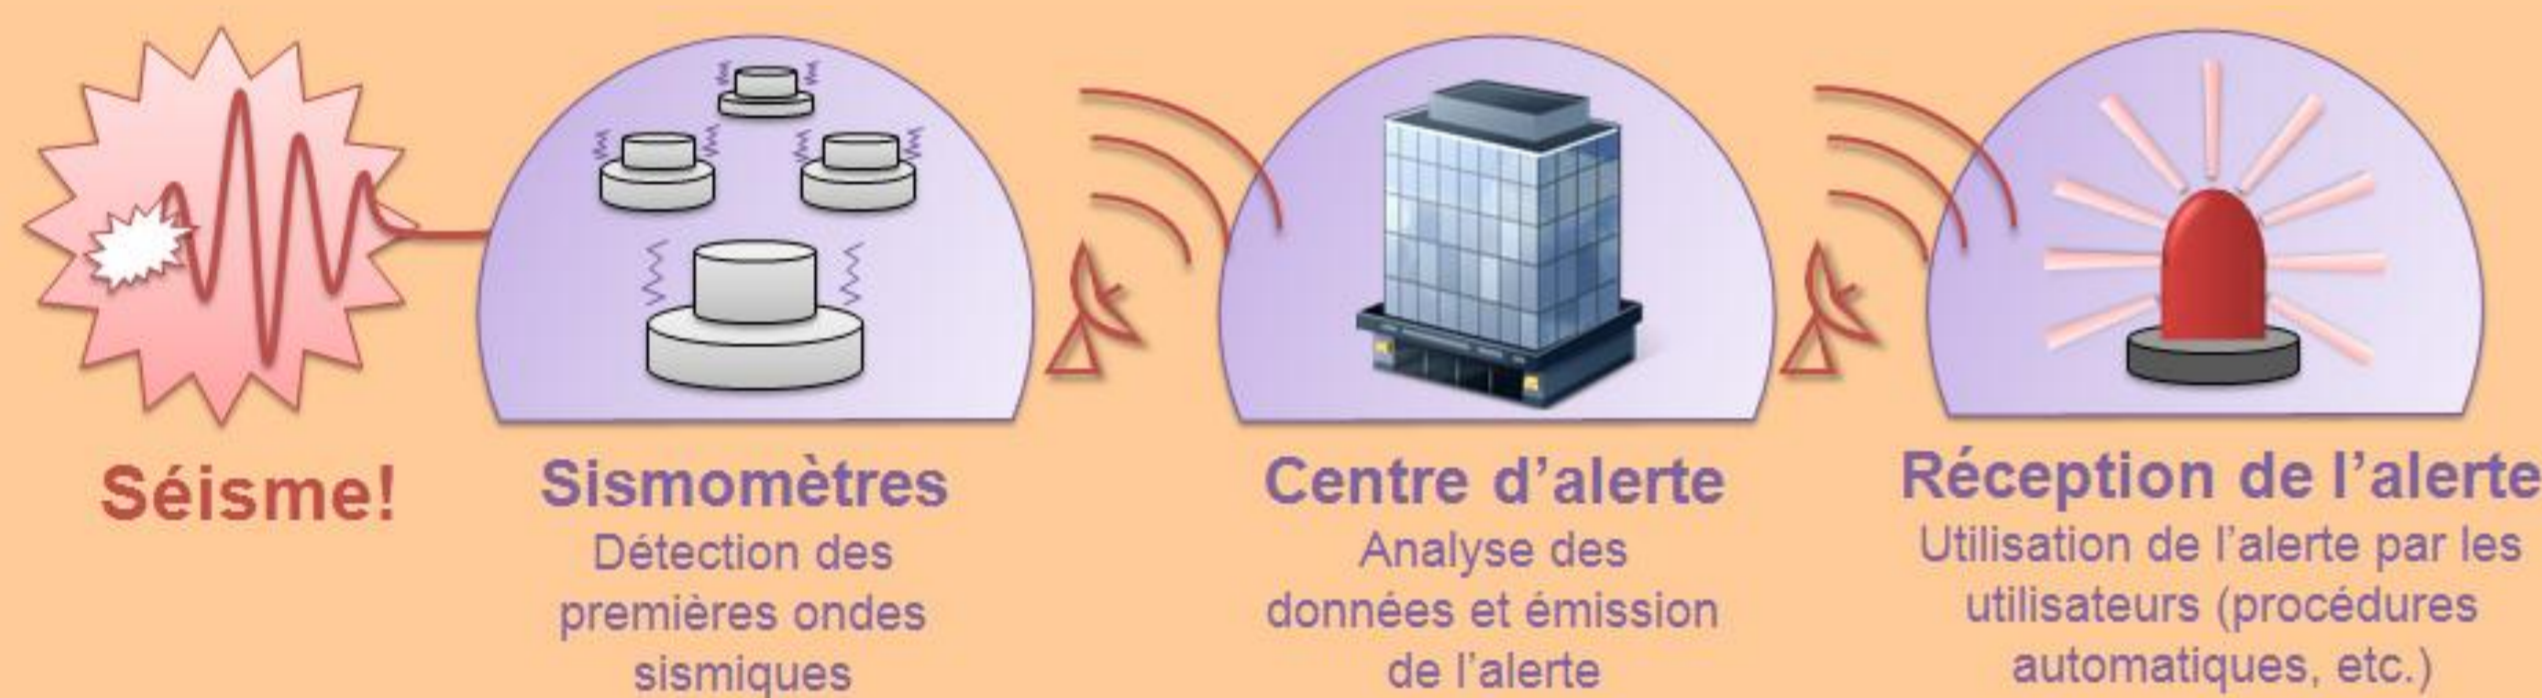 Séisme!
Sismomètres
Détection des
premières ondes
sismiques
Centre d'alerte
Analyse des
données et émission
de l'alerte
Réception de l'alerte
Utilisation de l'alerte par les
utilisateurs (procédures
automatiques, etc.)